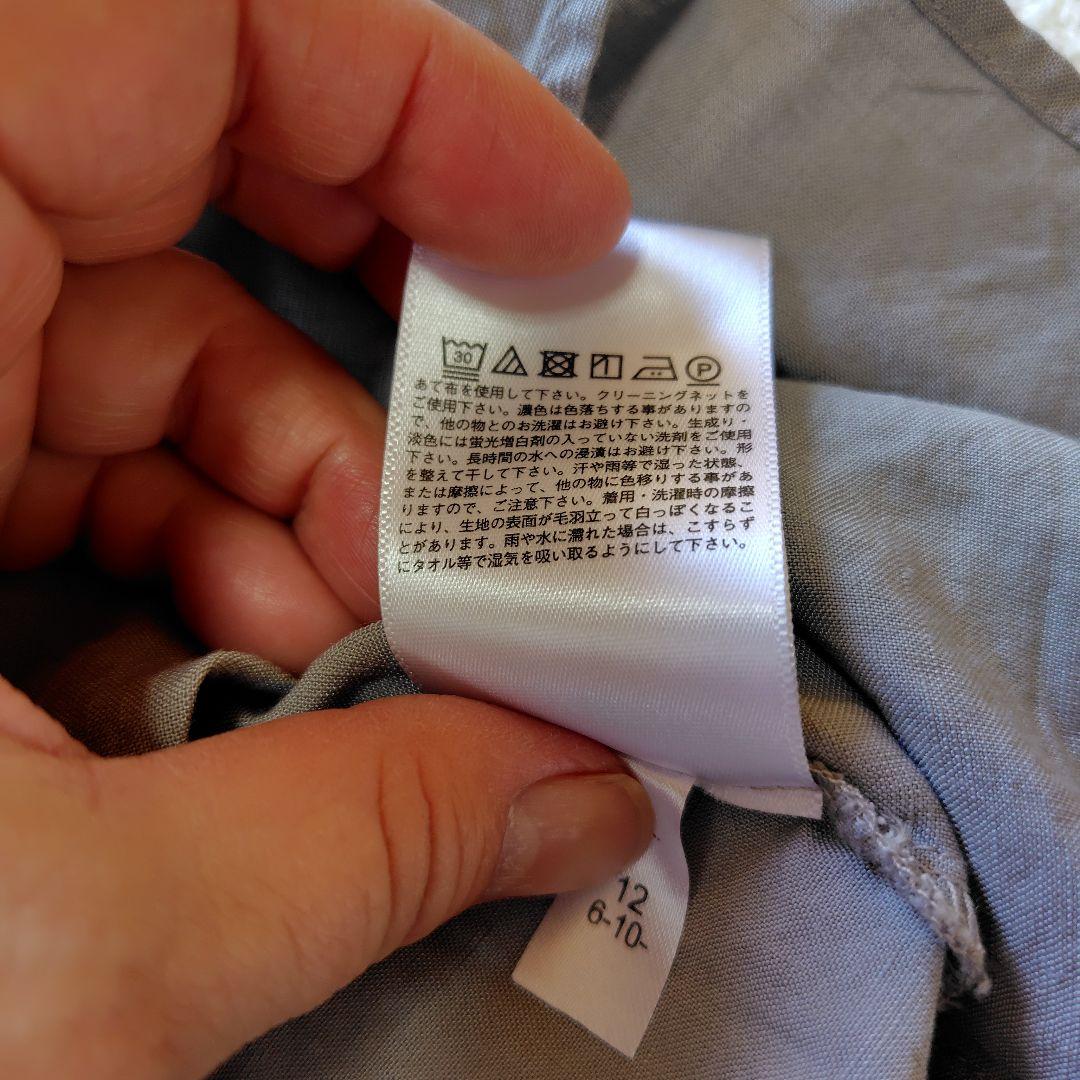 30 P
あて布を使用して下さい。クリーニングネットを
ご使用下さい。濃色は色落ちする事がありますの
で、他の物とのお洗濯はお避け下さい。生成り・
淡色には蛍光増白剤の入っていない洗剤をご使用
下さい。長時間の水への浸漬はお避け下さい。形
を整えて干して下さい。汗や雨等で湿った状態、
または摩擦によって、他の物に色移りする事があ
りますので、ご注意下さい。着用・洗濯時の摩擦
により、生地の表面が毛羽立って白っぽくなるこ
とがあります。雨や水に濡れた場合は、こすらず
にタオル等で湿気を吸い取るようにして下さい。
12
6-10-